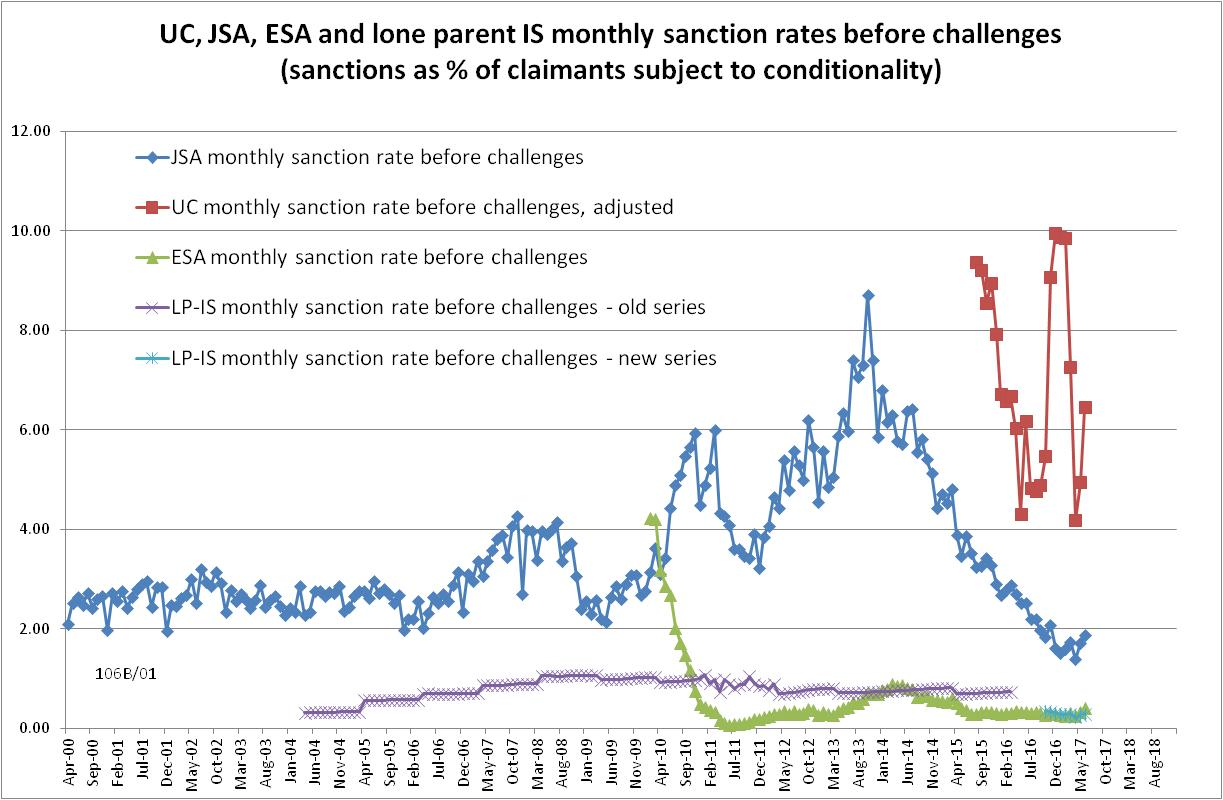 UC, JSA, ESA and lone parent IS monthly sanction rates before challenges
(sanctions as % of claimants subject to conditionality)
12.00
10.00
8.00
6.00
4.00
2.00
0.00
JSA monthly sanction rate before challenges
UC monthly sanction rate before challenges, adjusted
ESA monthly sanction rate before challenges
LP-IS monthly sanction rate before challenges - old series
LP-IS monthly sanction rate before challenges - new series
106B/01
Apr-00
Sep-00
Feb-01
Jul-01
Dec-01
May-02
Oct-02
Mar-03
Aug-03
Jan-04
Jun-04
Nov-04
Apr-05
Sep-05
Feb-06
Jul-06
Dec-06
May-07
Oct-07
Mar-08
Aug-08
Jan-09
Jun-09
Nov-09
Apr-10
Sep-10
Feb-11
Jul-11
Dec-11
May-12
Oct-12
Mar-13
Aug-13
Jan-14
Jun-14
Nov-14
Apr-15
Sep-15
Feb-16
Jul-16
Dec-16
May-17
Oct-17
Mar-18
Aug-18